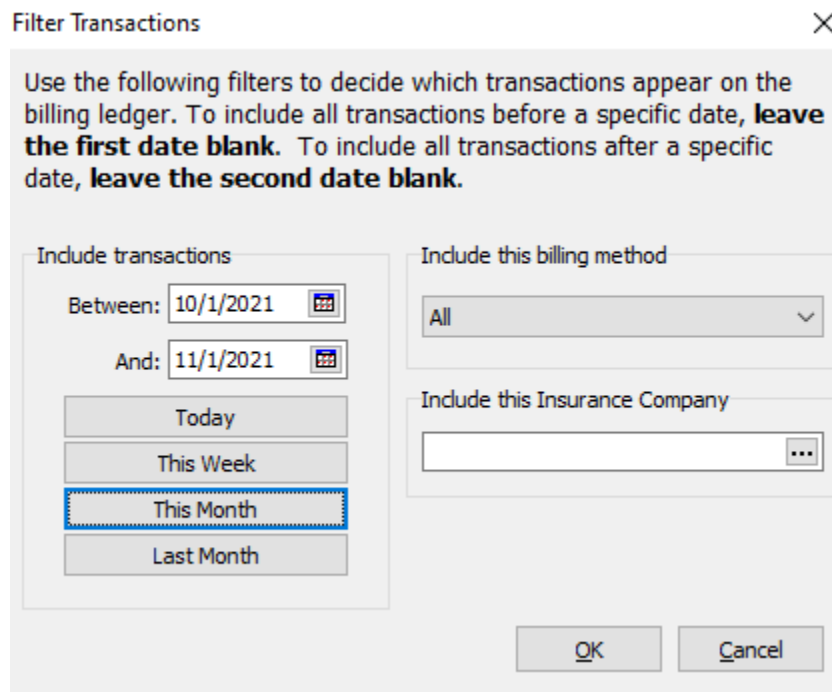 Filter Transactions
Use the following filters to decide which transactions appear on the
billing ledger. To include all transactions before a specific date, leave
the first date blank.  To include all transactions after a specific
date, leave the second date blank.
Include transactions
Between: 10/1/2021
And: 11/1/2021
Today
This Week
This Month
Last Month
Include this billing method
All
Include this Insurance Company
...
OK
Cancel